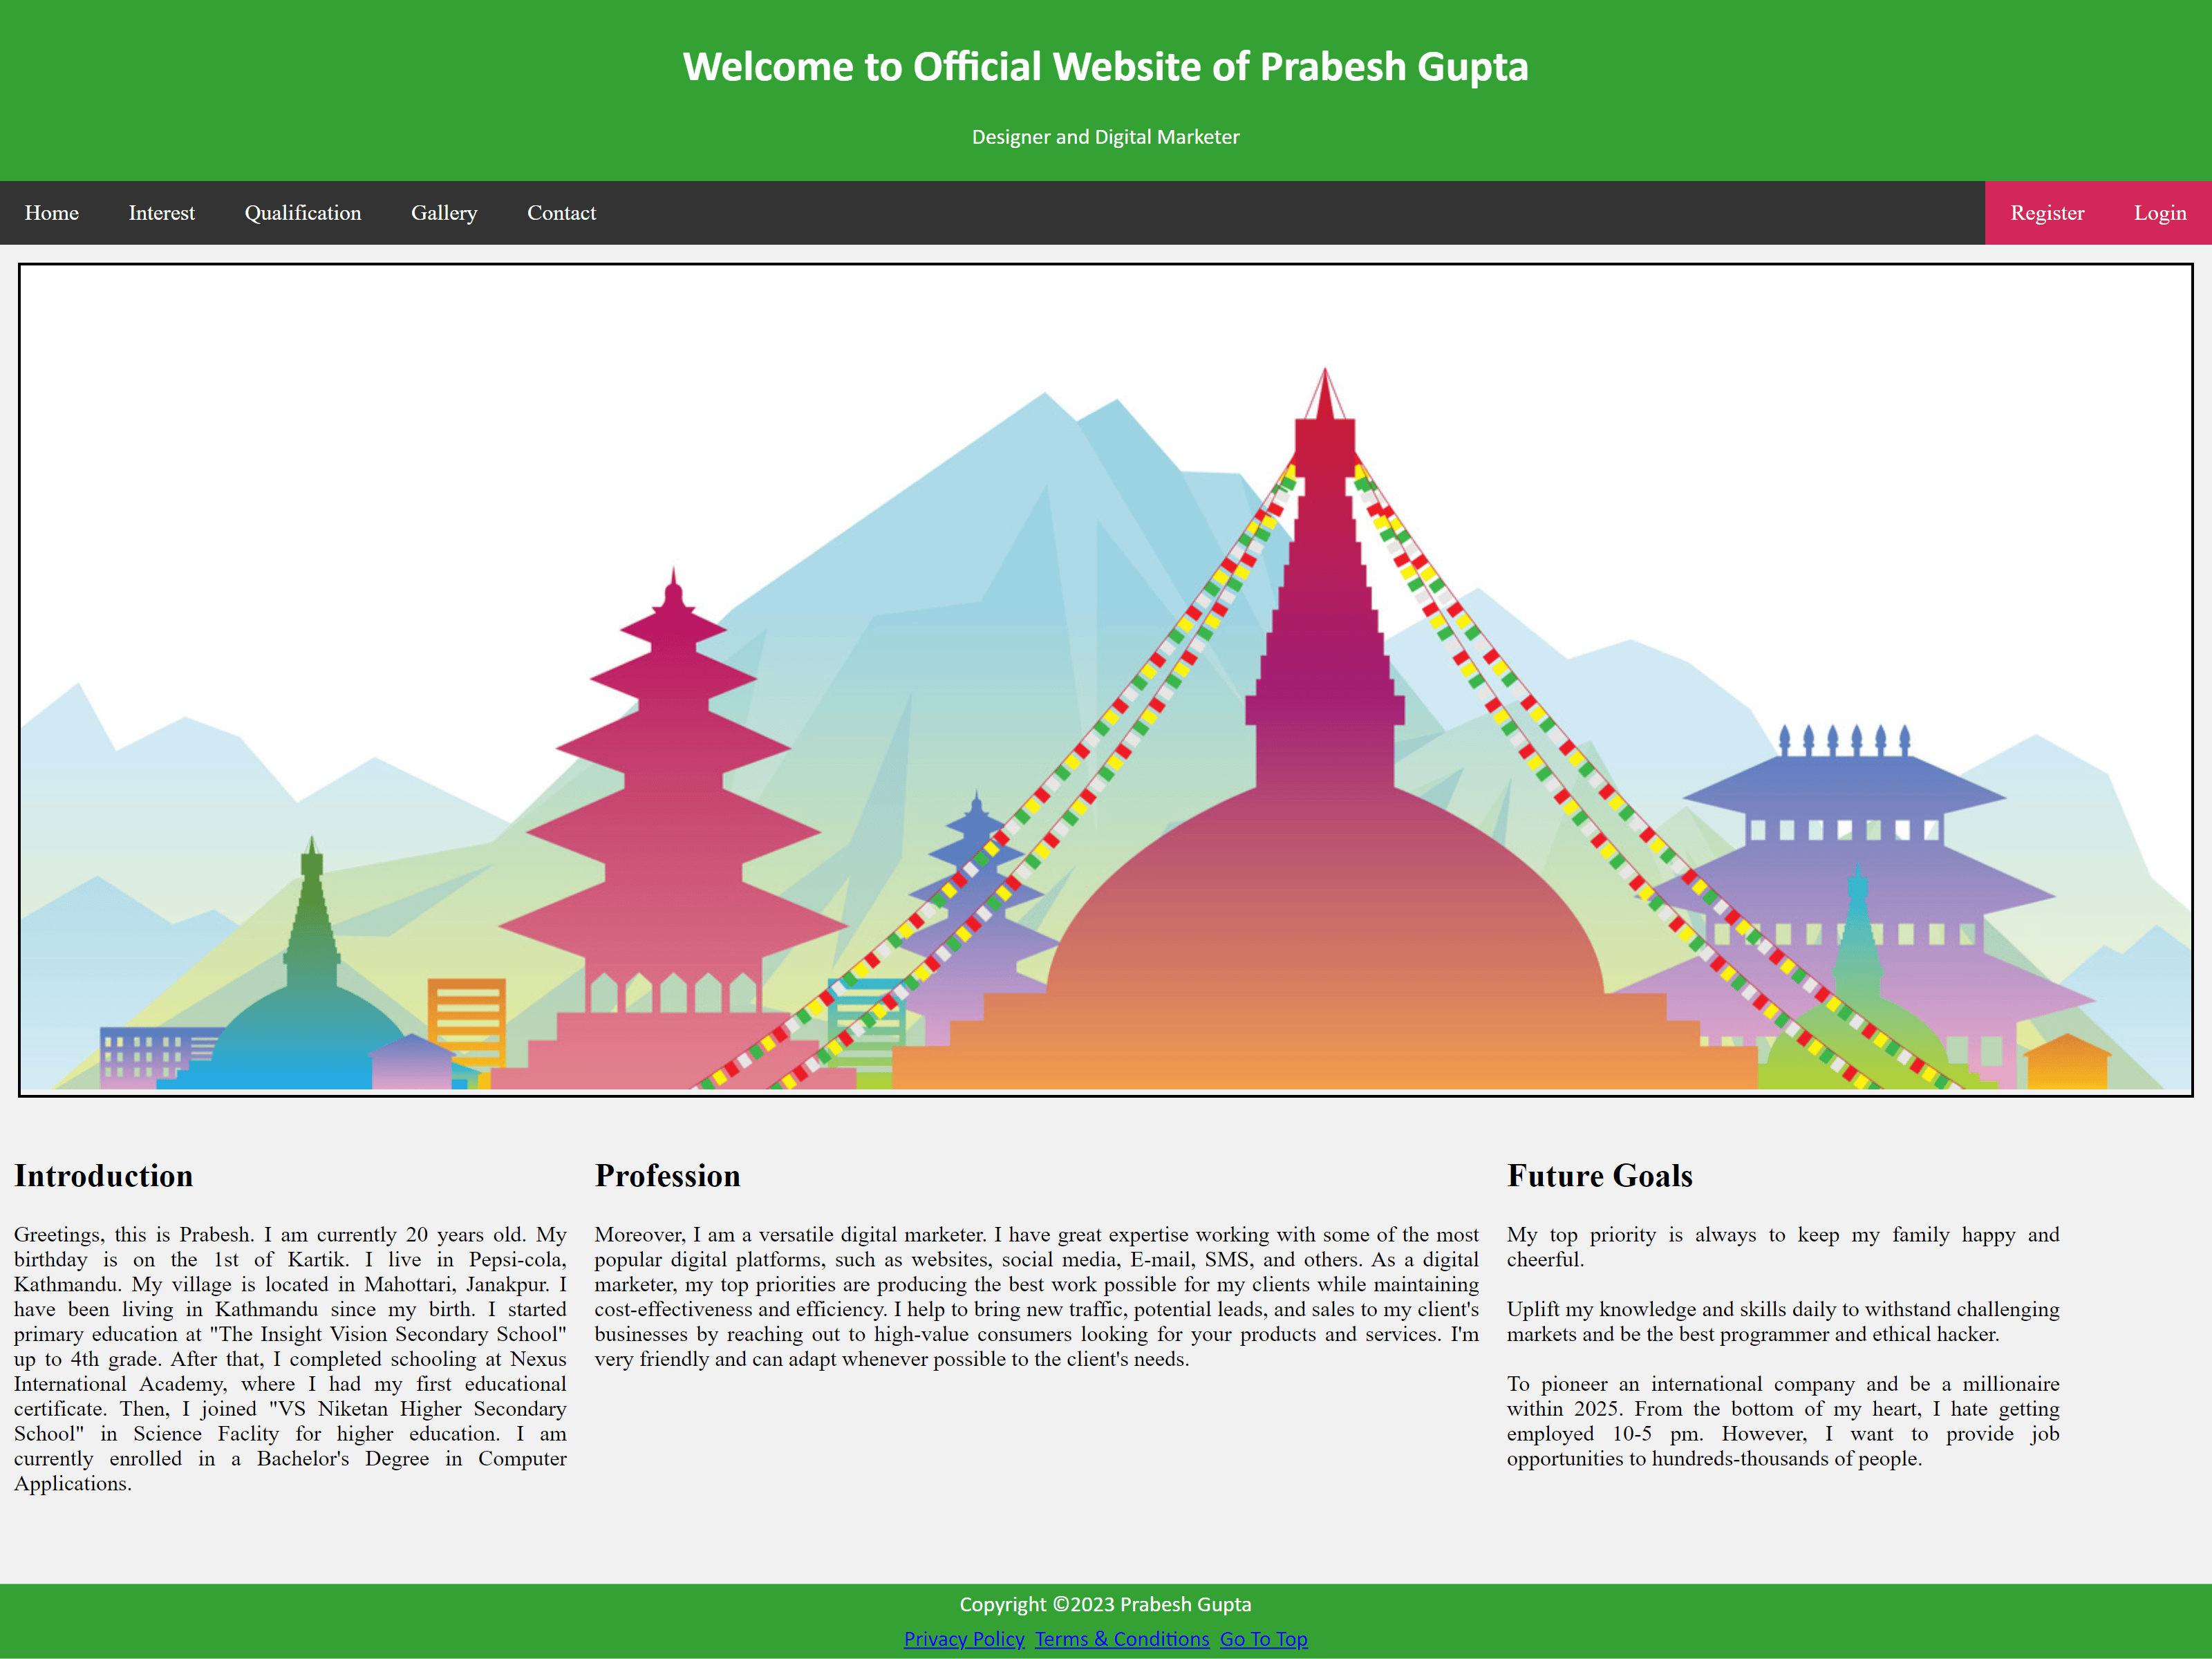 Welcome to Official Website of Prabesh Gupta
Designer and Digital Marketer
Home Interest Qualification Gallery Contact Register Login
Introduction
Greetings, this is Prabesh. I am currently 20 years old. My
birthday is on the 1st of Kartik. I live in Pepsi-cola,
Kathmandu. My village is located in Mahottari, Janakpur. I
have been living in Kathmandu since my birth. I started
primary education at "The Insight Vision Secondary School"
up to 4th grade. After that, I completed schooling at Nexus
International Academy, where I had my first educational
certificate. Then, I joined "VS Niketan Higher Secondary
School" in Science Faclity for higher education. I am
currently enrolled in a Bachelor's Degree in Computer
Applications.
Profession
Moreover, I am a versatile digital marketer. I have great expertise working with some of the most
popular digital platforms, such as websites, social media, E-mail, SMS, and others. As a digital
marketer, my top priorities are producing the best work possible for my clients while maintaining
cost-effectiveness and efficiency. I help to bring new traffic, potential leads, and sales to my client's
businesses by reaching out to high-value consumers looking for your products and services. I'm
very friendly and can adapt whenever possible to the client's needs.
Future Goals
My top priority is always to keep my family happy and
cheerful.
Uplift my knowledge and skills daily to withstand challenging
markets and be the best programmer and ethical hacker.
To pioneer an international company and be a millionaire
within 2025. From the bottom of my heart, I hate getting
employed 10-5 pm. However, I want to provide job
opportunities to hundreds-thousands of people.
Copyright ©2023 Prabesh Gupta
Privacy Policy Terms & Conditions Go To Top